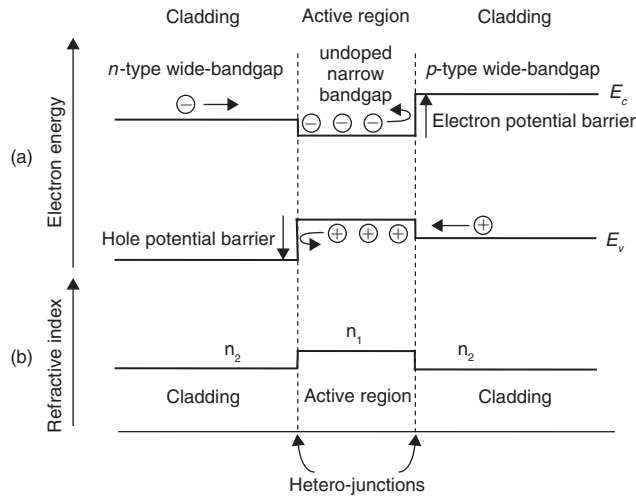 Cladding Active region Cladding
n-type wide-bandgap undoped narrow bandgap p-type wide-bandgap
− E_c
− − − Electron potential barrier
(a) Electron energy
Hole potential barrier + + + + E_v
(b) Refractive index
n_2 n_1 n_2
Cladding Active region Cladding
Hetero-junctions